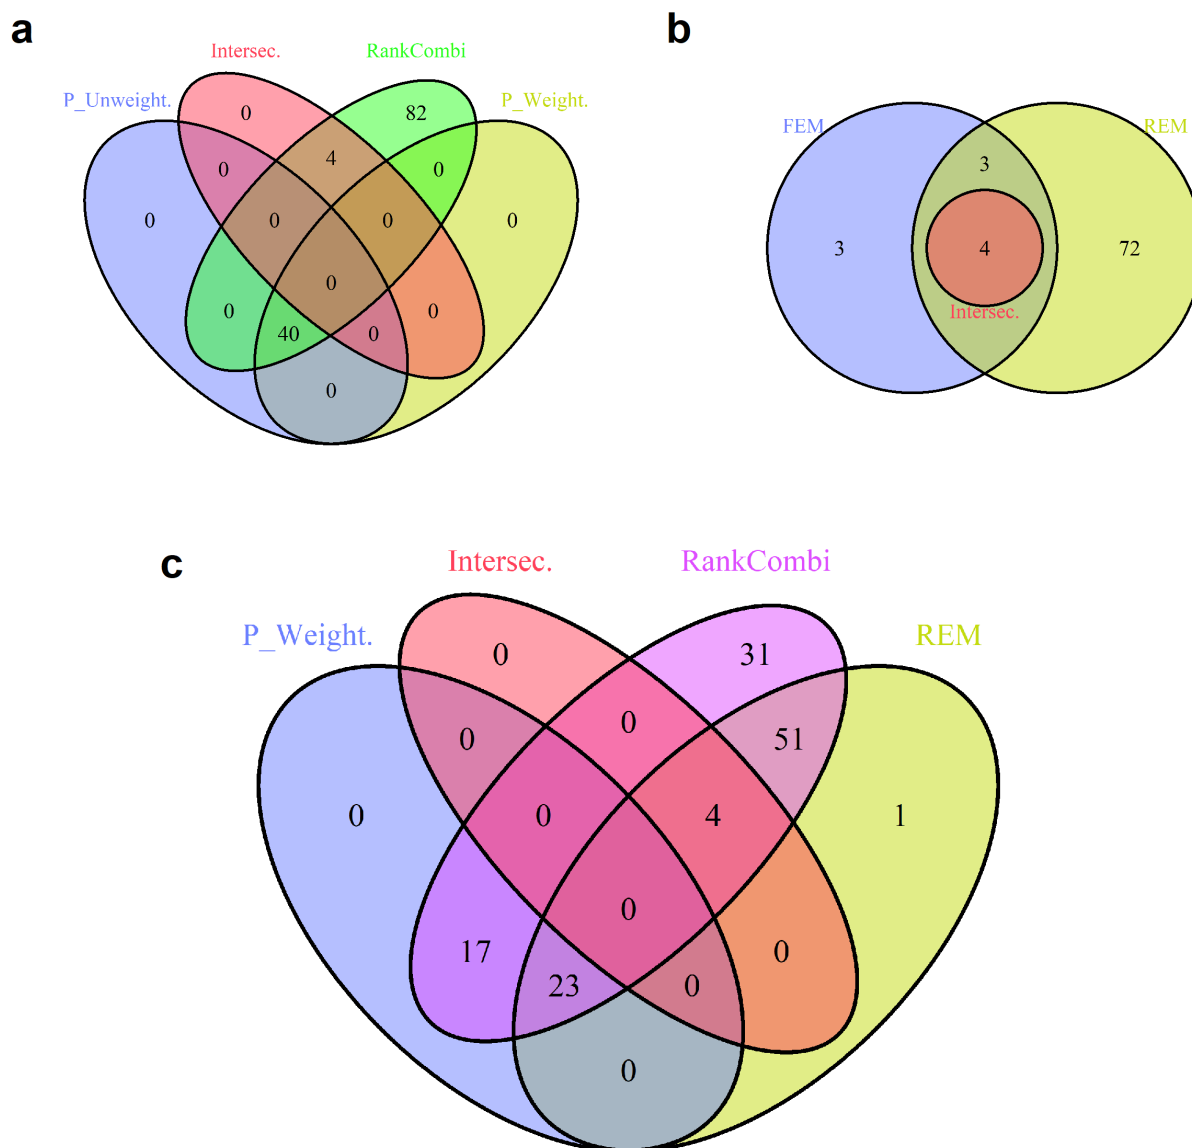 a
Intersec. RankCombi
P_Unweight. P_Weight.
0 82
4
0 0
0 0 0 0
0
0 0
40 0
0
b
FEM REM
3
3 4 72
Intersec.
c
Intersec. RankCombi
P_Weight. REM
0 31
0
0 51
0 0 4 1
0
17 0
23 0
0